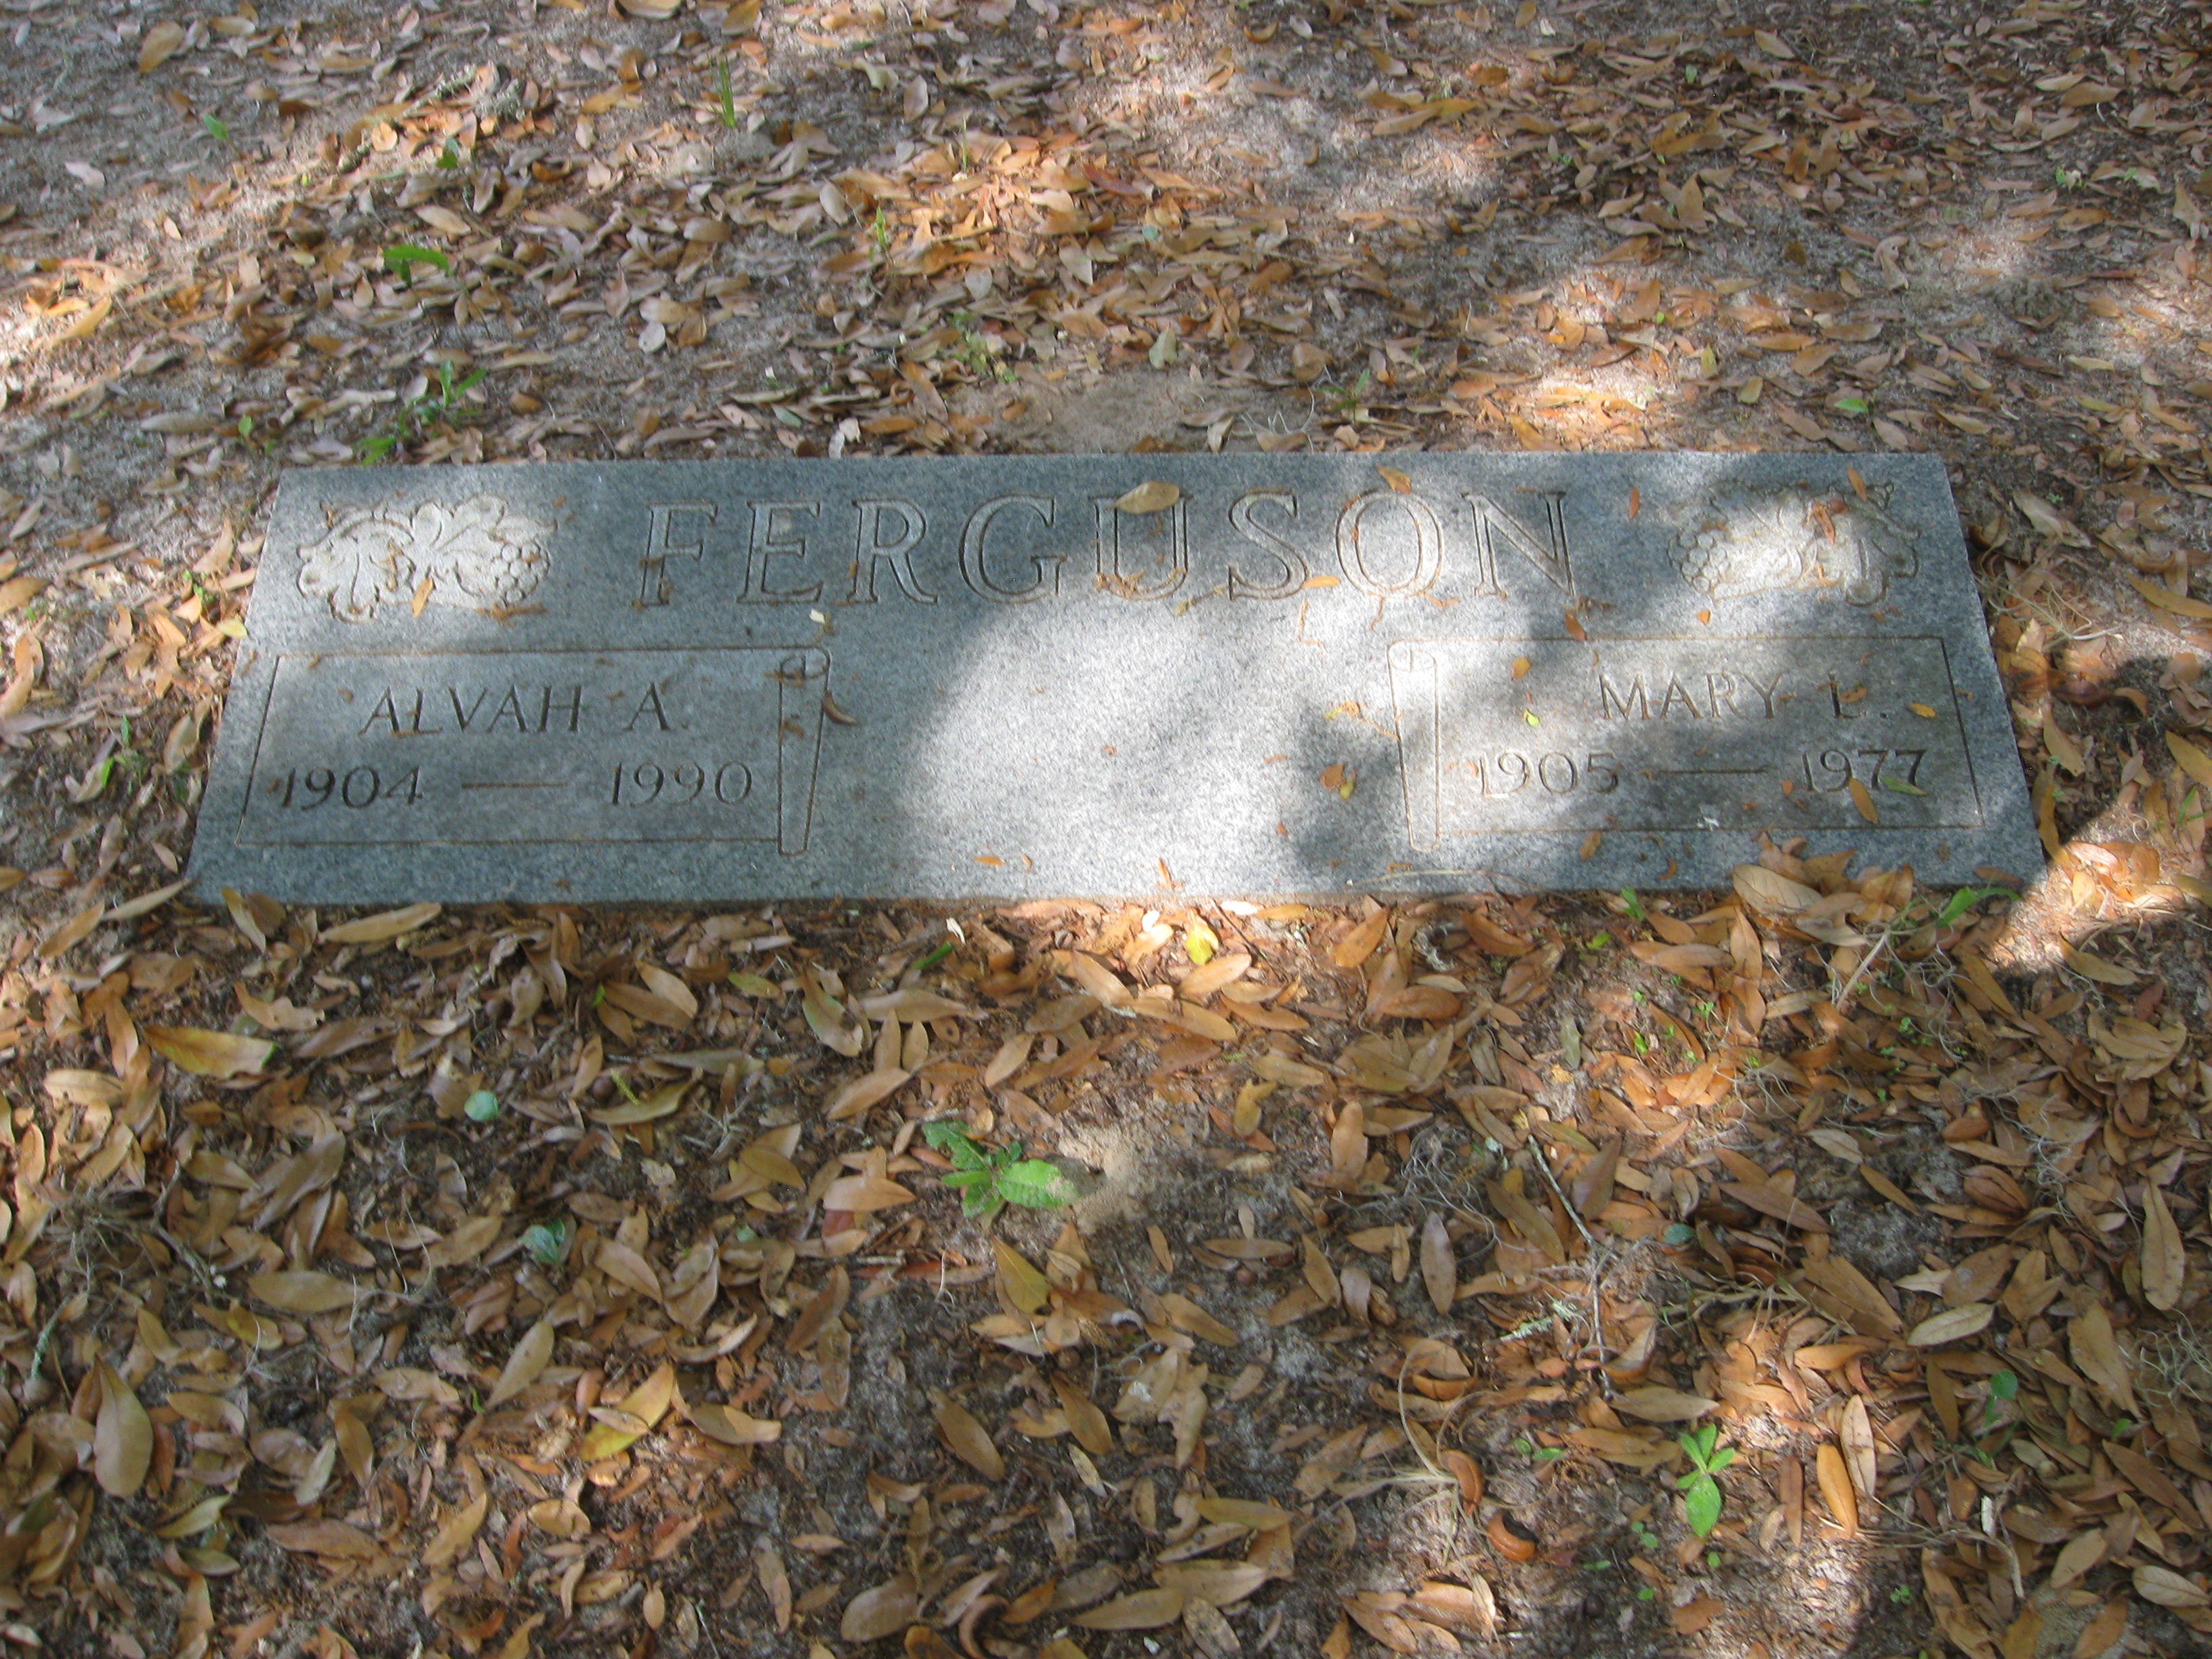 FERGUSON
ALVAH A.
1904 — 1990
MARY L.
1905 — 1977